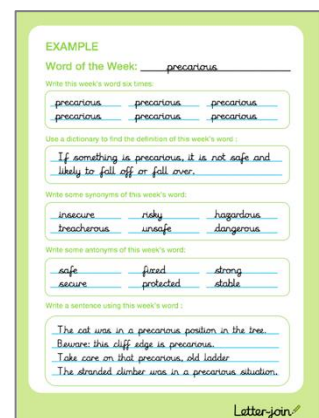 EXAMPLE
Word of the Week: precarious
Write this week's word six times:
precarious precarious precarious
precarious precarious precarious
Use a dictionary to find the definition of this week's word :
If something is precarious, it is not safe and
likely to fall off or fall over.
Write some synonyms of this week's word:
insecure risky hazardous
treacherous unsafe dangerous
Write some antonyms of this week's word:
safe fixed strong
secure protected stable
Write a sentence using this week's word :
The cat was in a precarious position in the tree.
Beware: this cliff edge is precarious.
Take care on that precarious, old ladder
The stranded climber was in a precarious situation.
Letter-join